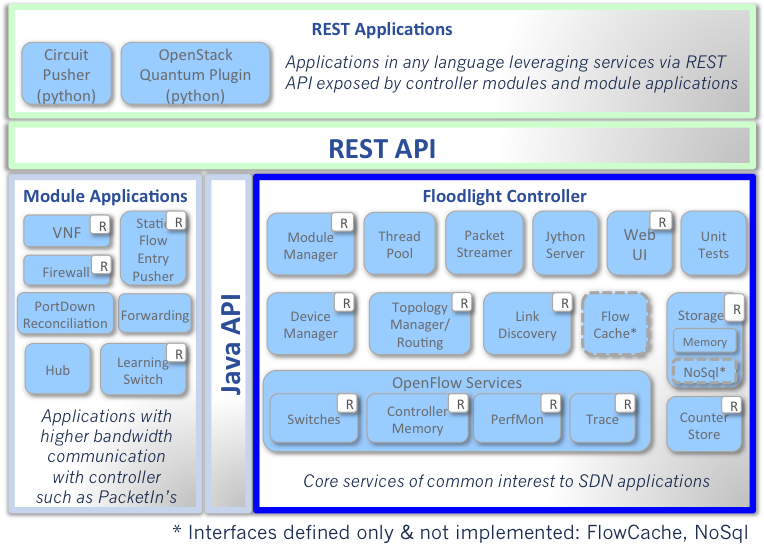 REST Applications
Circuit
Pusher
(python)
OpenStack
Quantum Plugin
(python)
Applications in any language leveraging services via REST
API exposed by controller modules and module applications
REST API
Module Applications
VNF
R
Static
R
Flow
Entry
Pusher
Firewall
R
PortDown
Reconciliation
Forwarding
Hub
Learning
Switch
R
Applications with
higher bandwidth
communication
with controller
such as PacketIn's
Java API
Floodlight Controller
Module
Manager
R
Thread
Pool
Packet
Streamer
Jython
Server
Web
UI
R
Unit
Tests
Device
Manager
R
Topology
Manager/
Routing
R
Link
Discovery
R
Flow
Cache*
Storage
R
Memory
NoSql*
OpenFlow Services
Switches
R
Controller
Memory
R
PerfMon
R
Trace
R
Counter
Store
R
Core services of common interest to SDN applications
* Interfaces defined only & not implemented: FlowCache, NoSql